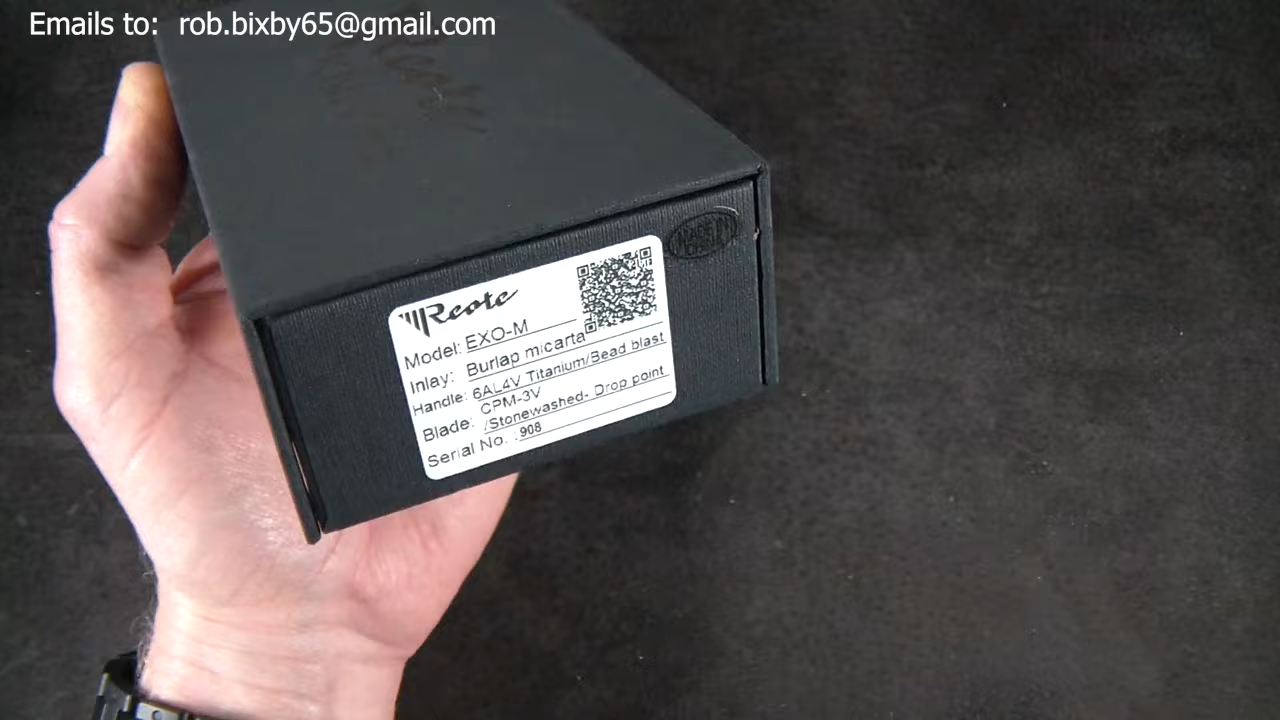 Emails to: rob.bixby65@gmail.com
Reate
Model: EXO-M
Inlay: Burlap micarta
Handle: 6AL4V Titanium/Bead blast
Blade: CPM-3V
/Stonewashed- Drop point
Serial No. :908